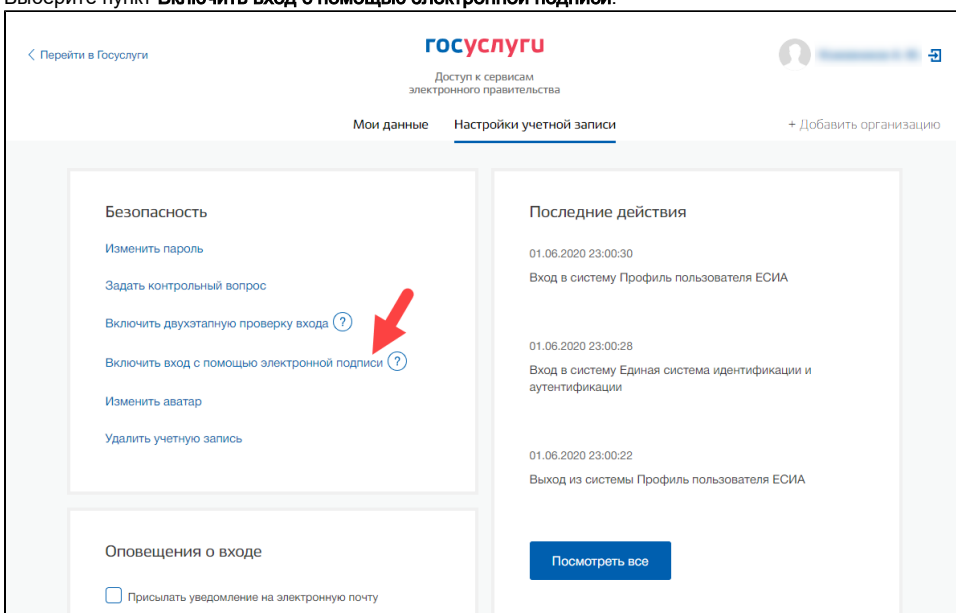 Выберите пункт Включить вход с помощью электронной подписи.
Перейти в Госуслуги
госуслуги
Доступ к сервисам
электронного правительства
Мои данные Настройки учетной записи + Добавить организацию
Безопасность
Изменить пароль
Задать контрольный вопрос
Включить двухэтапную проверку входа ?
Включить вход с помощью электронной подписи ?
Изменить аватар
Удалить учетную запись
Оповещения о входе
Присылать уведомление на электронную почту
Последние действия
01.06.2020 23:00:30
Вход в систему Профиль пользователя ЕСИА
01.06.2020 23:00:28
Вход в систему Единая система идентификации и
аутентификации
01.06.2020 23:00:22
Выход из системы Профиль пользователя ЕСИА
Посмотреть все